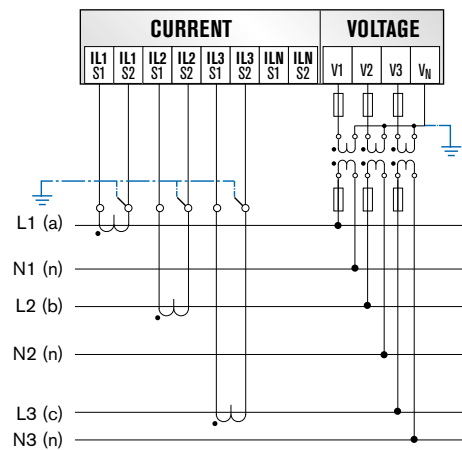 CURRENT VOLTAGE
IL1 IL1 IL2 IL2 IL3 IL3 ILN ILN
S1 S2 S1 S2 S1 S2 S1 S2
V1 V2 V3 VN
L1 (a)
N1 (n)
L2 (b)
N2 (n)
L3 (c)
N3 (n)